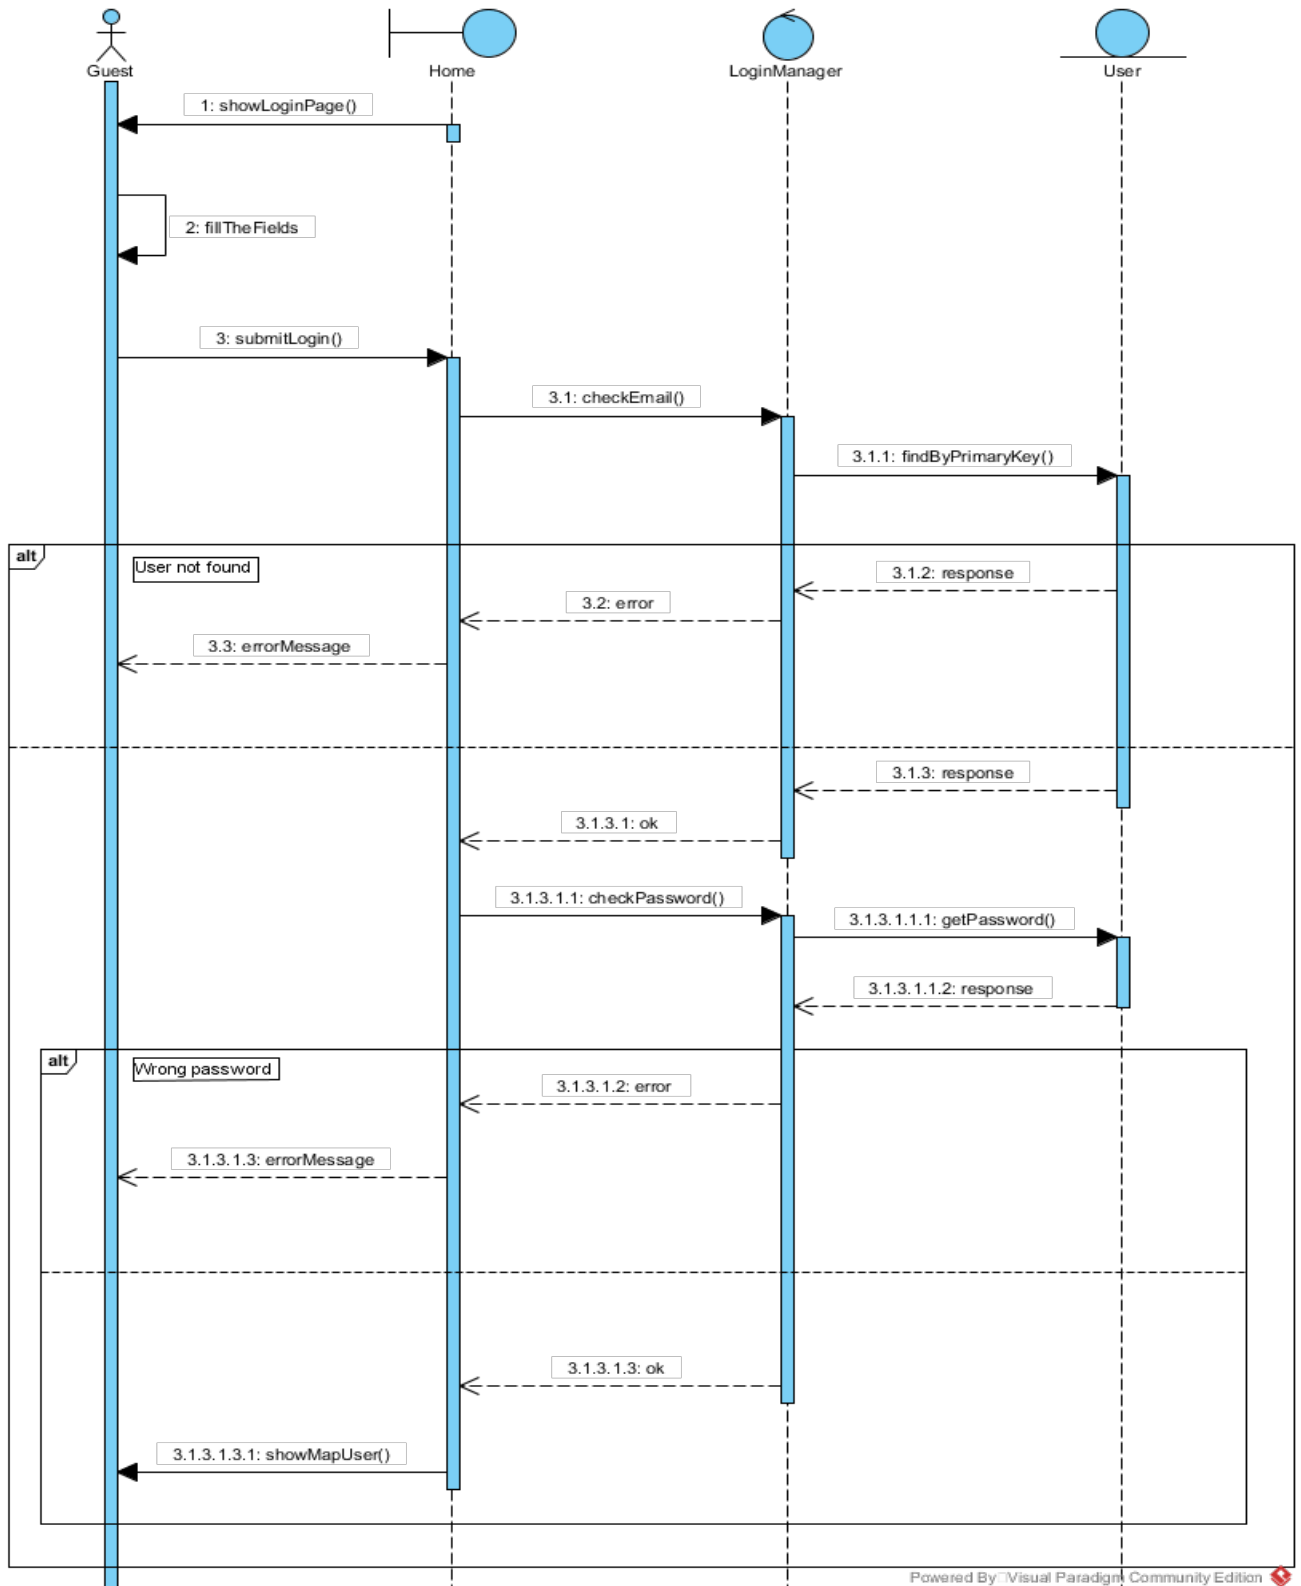 Guest
Home
LoginManager
User
1: showLoginPage()
2: fillTheFields
3: submitLogin()
3.1: checkEmail()
3.1.1: findByPrimaryKey()
alt
User not found
3.1.2: response
3.2: error
3.3: errorMessage
3.1.3: response
3.1.3.1: ok
3.1.3.1.1: checkPassword()
3.1.3.1.1.1: getPassword()
3.1.3.1.1.2: response
alt
Wrong password
3.1.3.1.2: error
3.1.3.1.3: errorMessage
3.1.3.1.3: ok
3.1.3.1.3.1: showMapUser()
Powered By Visual Paradigm Community Edition